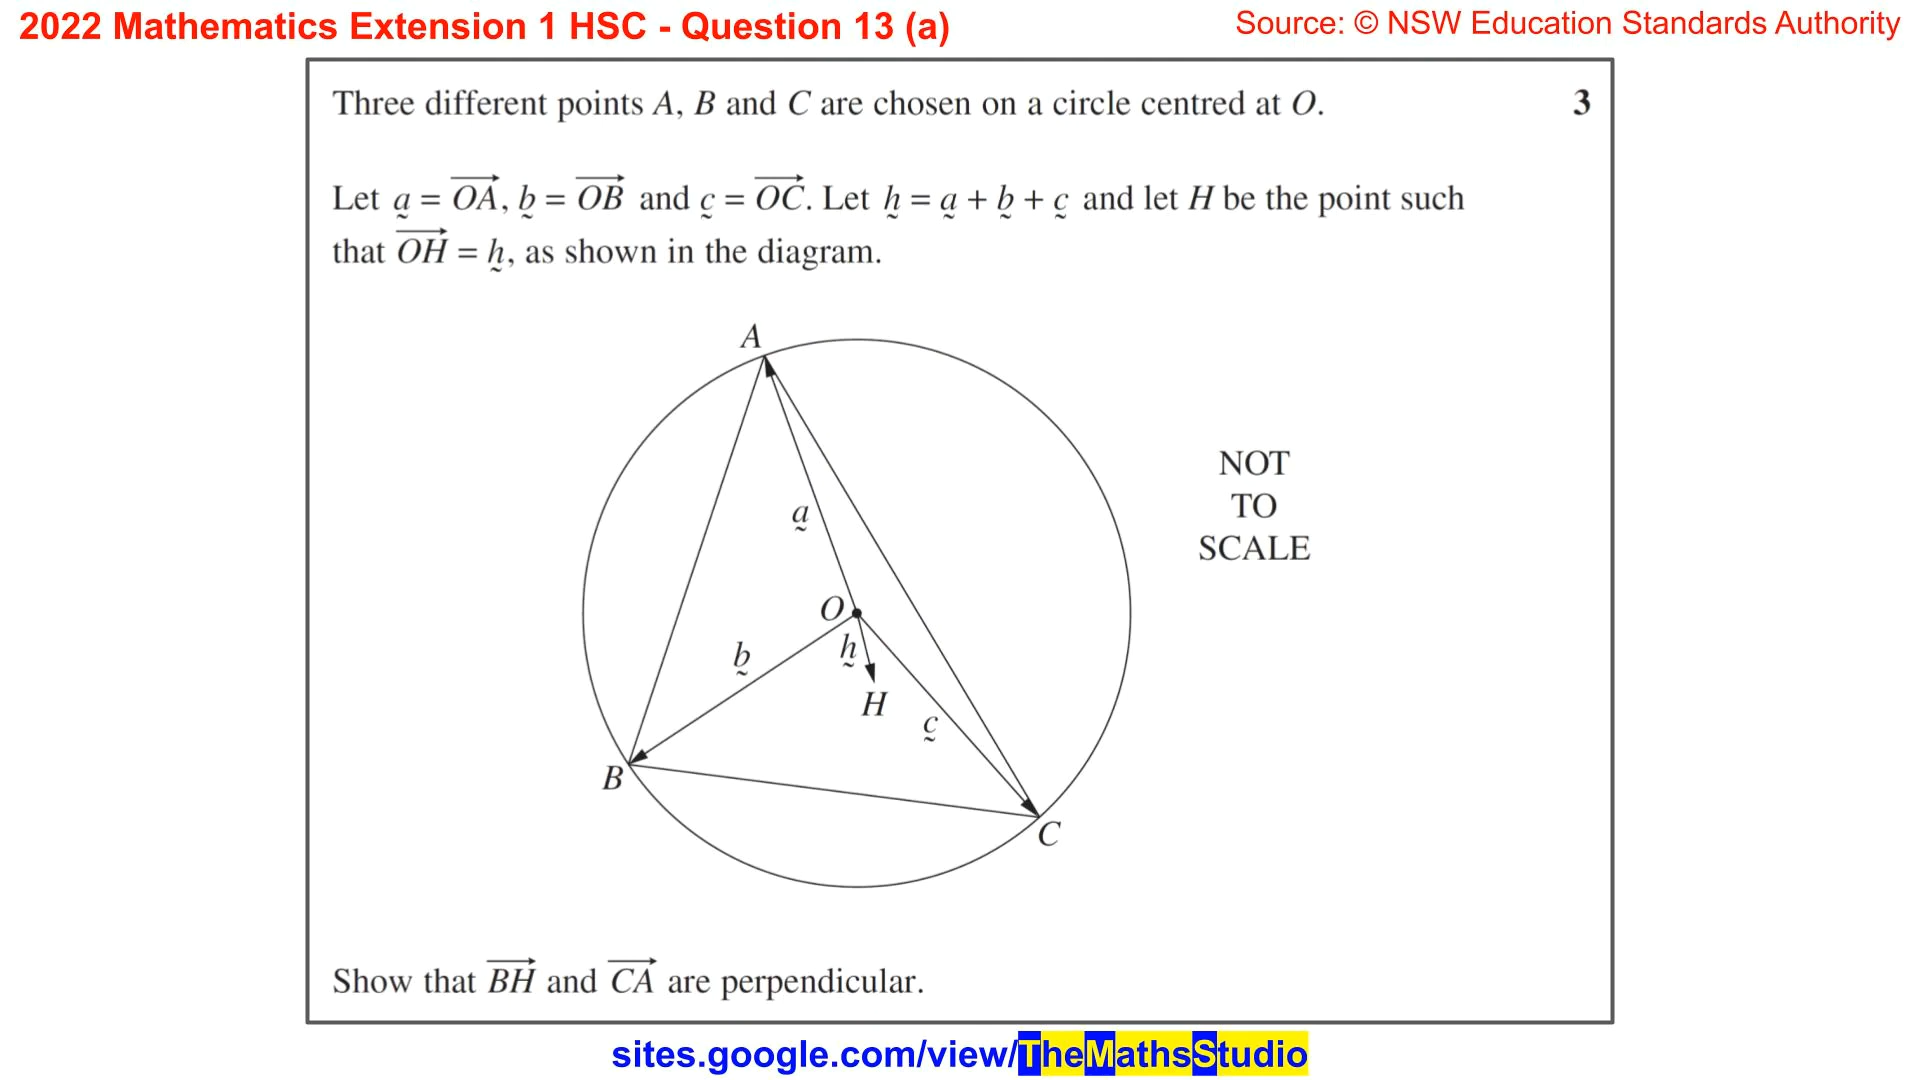 2022 Mathematics Extension 1 HSC - Question 13 (a)
Source: © NSW Education Standards Authority
Three different points A, B and C are chosen on a circle centred at O. 3
Let a̰ = O͞A⃗, b̰ = OB⃗ and c̰ = OC⃗. Let h̰ = a̰ + b̰ + c̰ and let H be the point such
that OH⃗ = h̰, as shown in the diagram.
A
NOT
TO
SCALE
a̰
O
b̰
h̰
H
c̰
B
C
Show that BH⃗ and CA⃗ are perpendicular.
sites.google.com/view/TheMathsStudio